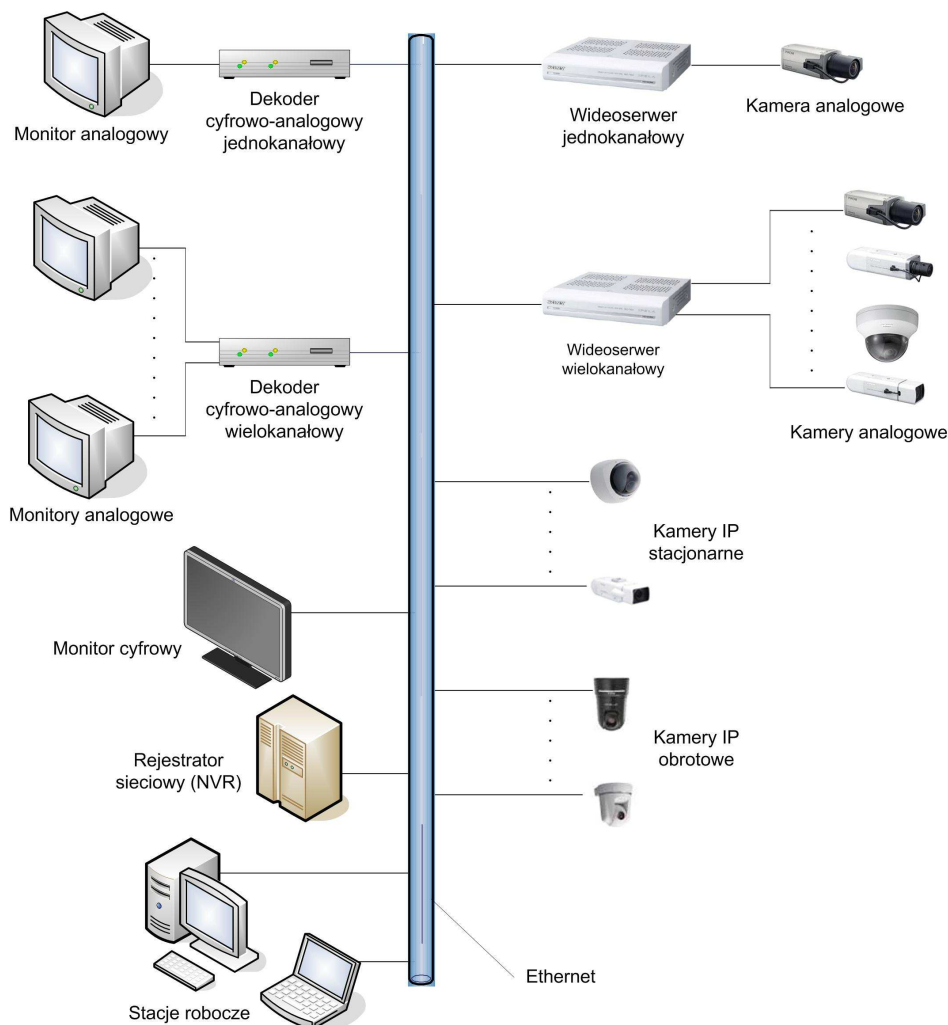 Monitor analogowy
Dekoder
cyfrowo-analogowy
jednokanałowy
Wideoserwer
jednokanałowy
Kamera analogowe
Dekoder
cyfrowo-analogowy
wielokanałowy
Wideoserwer
wielokanałowy
Kamery analogowe
Monitory analogowe
Kamery IP
stacjonarne
Monitor cyfrowy
Kamery IP
obrotowe
Rejestrator
sieciowy (NVR)
Ethernet
Stacje robocze